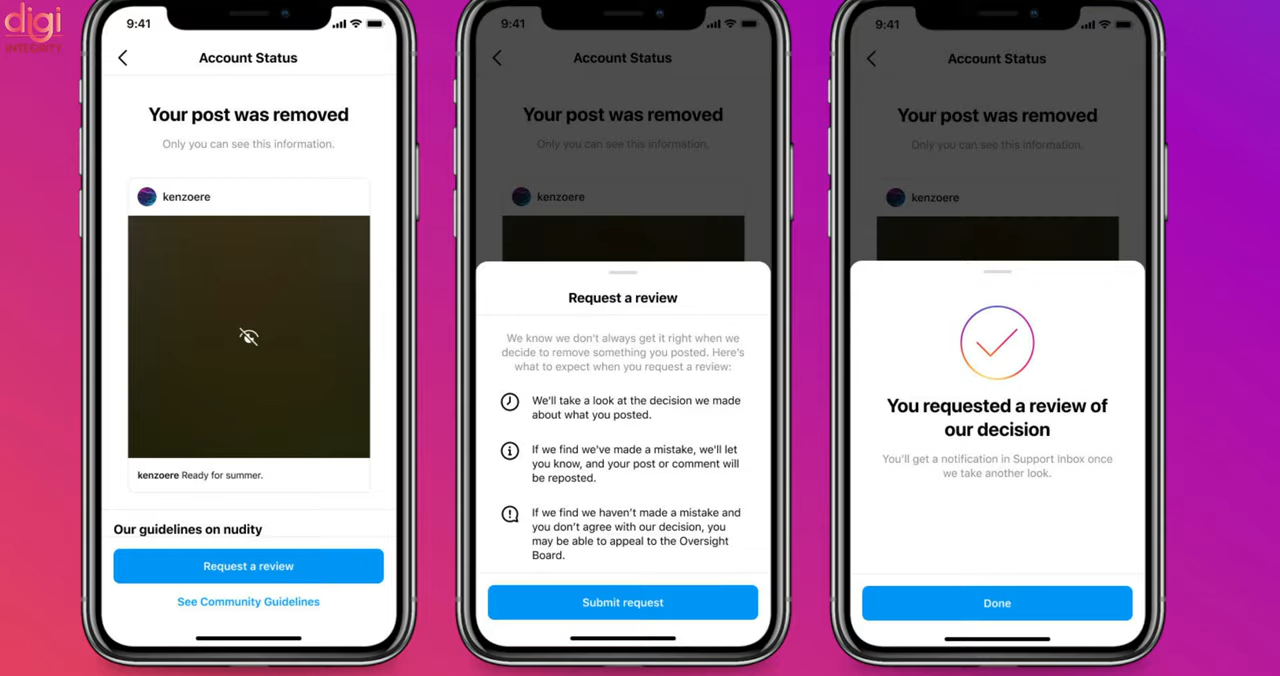 digi
INTEGRITY
9:41
Account Status
Your post was removed
Only you can see this information.
kenzoere
kenzoere Ready for summer.
Our guidelines on nudity
Request a review
See Community Guidelines
9:41
Account Status
Your post was removed
Only you can see this information.
kenzoere
Request a review
We know we don't always get it right when we
decide to remove something you posted. Here's
what to expect when you request a review:
We'll take a look at the decision we made
about what you posted.
If we find we've made a mistake, we'll let
you know, and your post or comment will
be reposted.
If we find we haven't made a mistake and
you don't agree with our decision, you
may be able to appeal to the Oversight
Board.
Submit request
9:41
Account Status
Your post was removed
Only you can see this information.
kenzoere
You requested a review of
our decision
You'll get a notification in Support Inbox once
we take another look.
Done